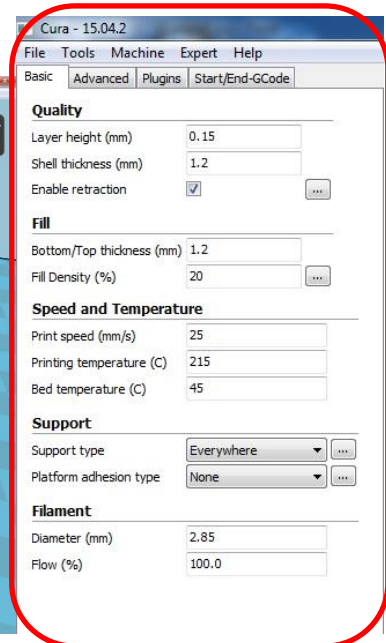 Cura - 15.04.2
File Tools Machine Expert Help
Basic Advanced Plugins Start/End-GCode
Quality
Layer height (mm) 0.15
Shell thickness (mm) 1.2
Enable retraction ...
Fill
Bottom/Top thickness (mm) 1.2
Fill Density (%) 20 ...
Speed and Temperature
Print speed (mm/s) 25
Printing temperature (C) 215
Bed temperature (C) 45
Support
Support type Everywhere ...
Platform adhesion type None ...
Filament
Diameter (mm) 2.85
Flow (%) 100.0